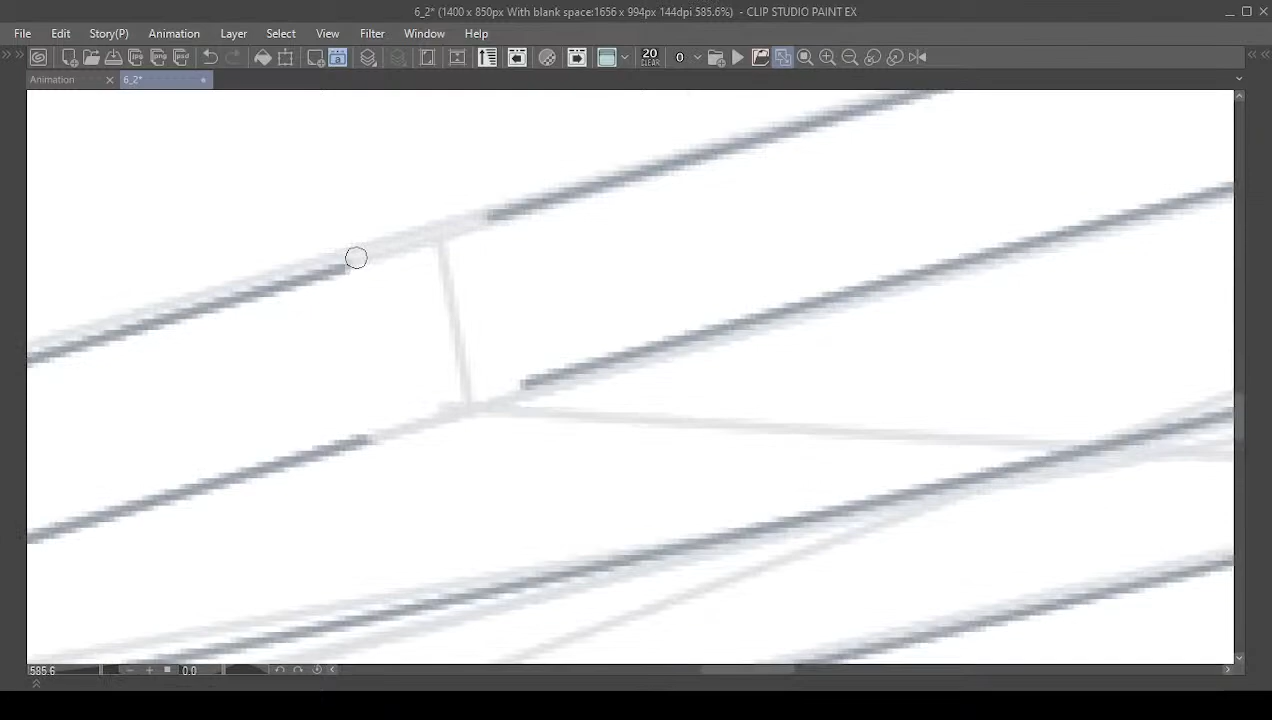 6_2* (1400 x 850px With blank space:1656 x 994px 144dpi 585.6%) - CLIP STUDIO PAINT EX
File Edit Story(P) Animation Layer Select Filter View Window Help
20 CLEAR 0
Animation 6_2*
585.6 0.0